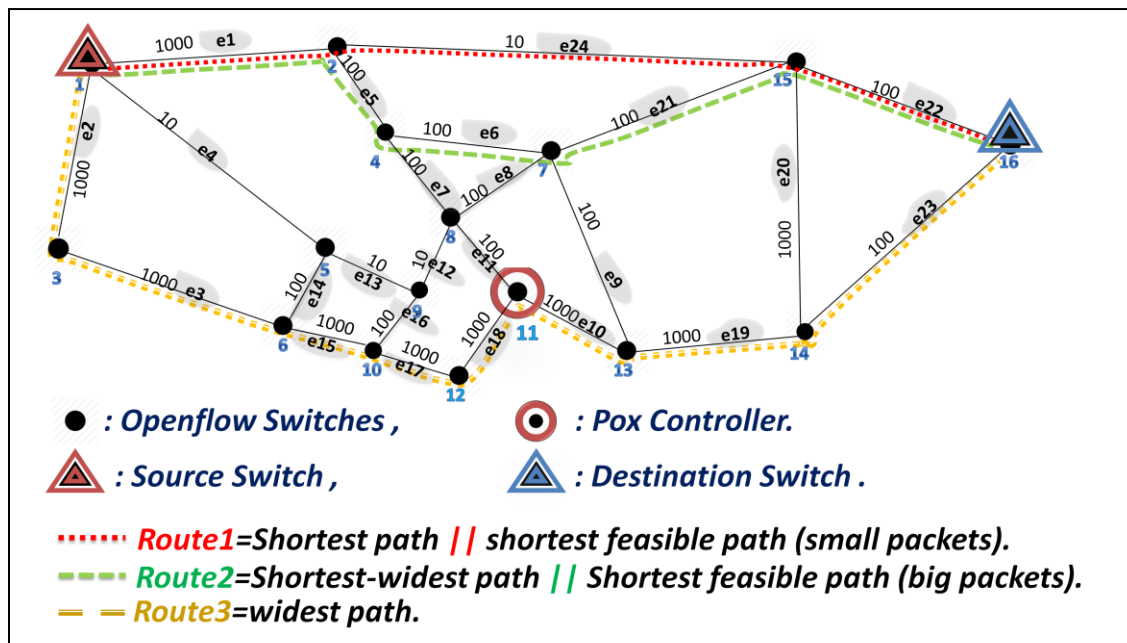 1000 e1
10 e24
1
2
15
100 e5
100 e22
e2
10
e4
100 e6
100 e21
4
7
16
1000
100 e7
100 e8
e20
e23
8
100
3
5
10 e13
10 e12
100 e11
e9
1000
100
1000 e3
100 e14
9
11
1000 e10
1000 e19
6
1000 e15
100 e16
1000 e18
13
14
10
1000 e17
12
: Openflow Switches ,
: Pox Controller.
: Source Switch ,
: Destination Switch .
Route1=Shortest path || shortest feasible path (small packets).
Route2=Shortest-widest path || Shortest feasible path (big packets).
Route3=widest path.